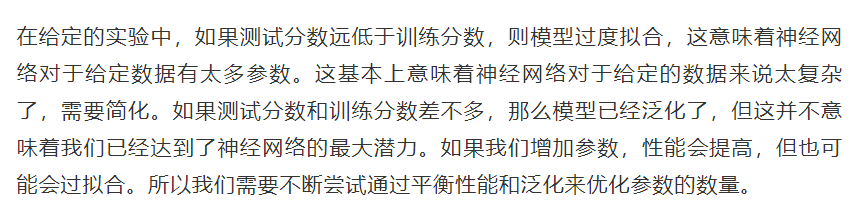 在给定的实验中，如果测试分数远低于训练分数，则模型过度拟合，这意味着神经网
络对于给定数据有太多参数。这基本上意味着神经网络对于给定的数据来说太复杂
了，需要简化。如果测试分数和训练分数差不多，那么模型已经泛化了，但这并不意
味着我们已经达到了神经网络的最大潜力。如果我们增加参数，性能会提高，但也可
能会过拟合。所以我们需要不断尝试通过平衡性能和泛化来优化参数的数量。